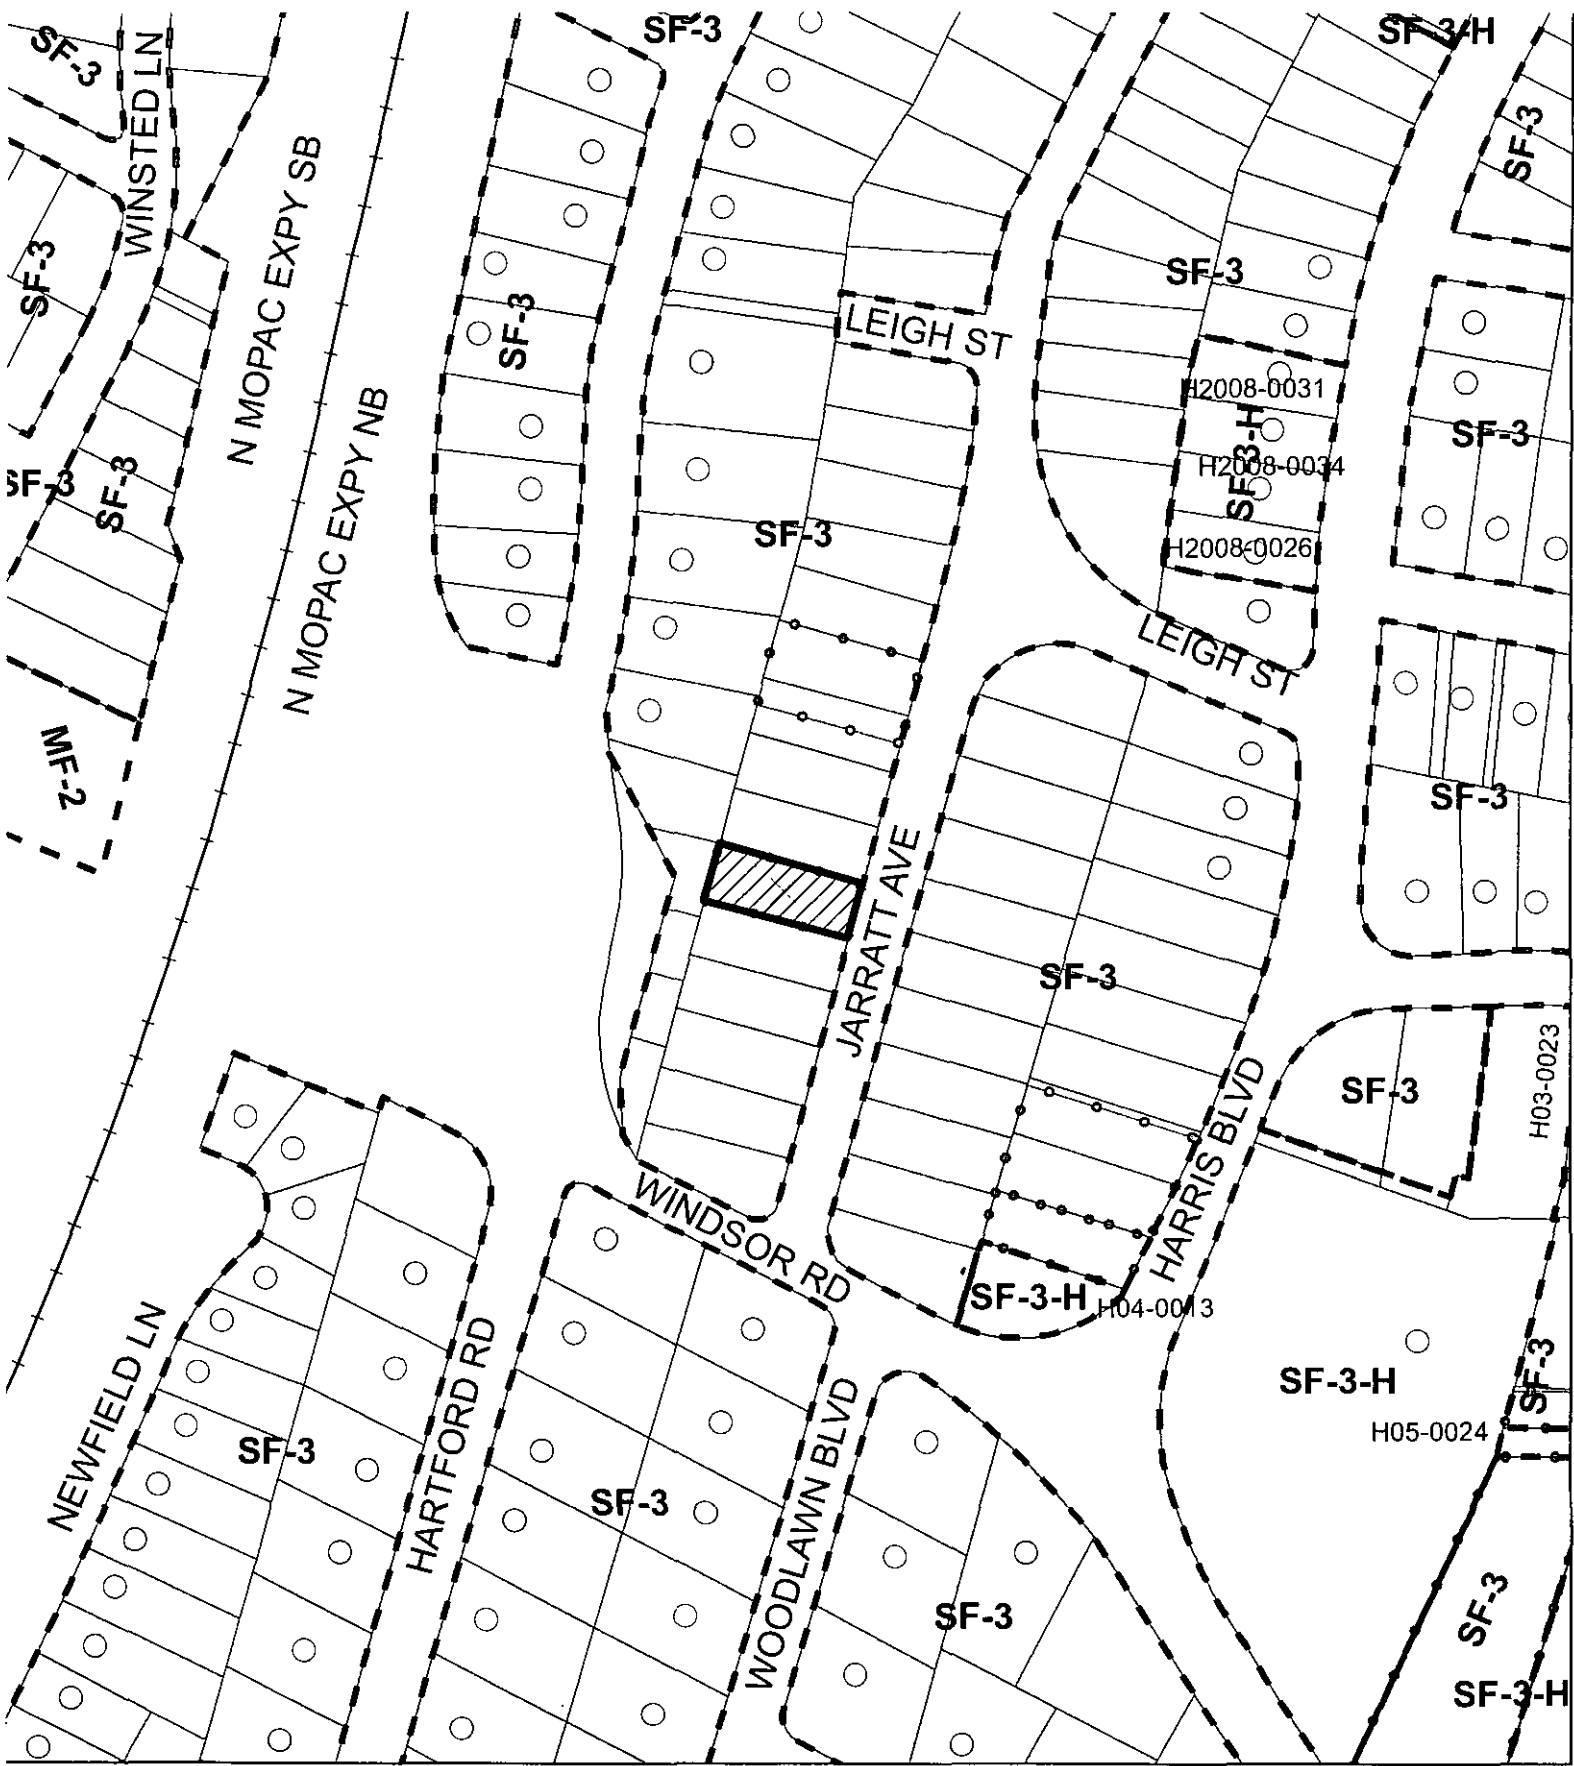 SF-3
SF-3
SF-3-H
WINSTED LN
SF-3
N MOPAC EXPY SB
SF-3
SF-3
SF-3
LEIGH ST
H2008-0031
N MOPAC EXPY NB
SF-3-H
SF-3
H2008-0034
SF-3
SF-3
SF-3
H2008-0026
LEIGH ST
MF-2
SF-3
JARRATT AVE
SF-3
H03-0023
SF-3
HARRIS BLVD
WINDSOR RD
SF-3-H
H04-0013
NEWFIELD LN
HARTFORD RD
SF-3-H
SF-3
WOODLAWN BLVD
H05-0024
SF-3
SF-3
SF-3
SF-3
SF-3-H